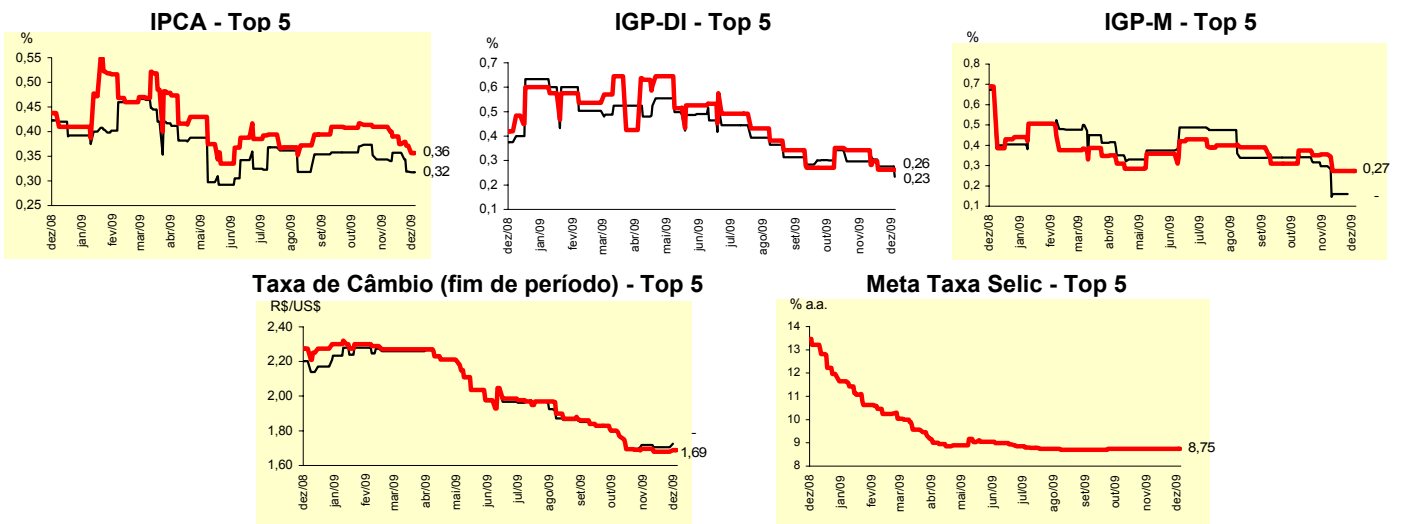 IPCA - Top 5
%
0,55
0,50
0,45
0,40
0,35
0,30
0,25
0,36
0,32
dez/08
jan/09
fev/09
mar/09
abr/09
mai/09
jun/09
jul/09
ago/09
set/09
out/09
nov/09
dez/09
IGP-DI - Top 5
%
0,7
0,6
0,5
0,4
0,3
0,2
0,1
0,26
0,23
dez/08
jan/09
fev/09
mar/09
abr/09
mai/09
jun/09
jul/09
ago/09
set/09
out/09
nov/09
dez/09
IGP-M - Top 5
%
0,8
0,7
0,6
0,5
0,4
0,3
0,2
0,1
0,27
-
dez/08
jan/09
fev/09
mar/09
abr/09
mai/09
jun/09
jul/09
ago/09
set/09
out/09
nov/09
dez/09
Taxa de Câmbio (fim de período) - Top 5
R$/US$
2,40
2,20
2,00
1,80
1,60
-
1,69
dez/08
jan/09
fev/09
mar/09
abr/09
mai/09
jun/09
jul/09
ago/09
set/09
out/09
nov/09
dez/09
Meta Taxa Selic - Top 5
% a.a.
14
13
12
11
10
9
8
8,75
dez/08
jan/09
fev/09
mar/09
abr/09
mai/09
jun/09
jul/09
ago/09
set/09
out/09
nov/09
dez/09